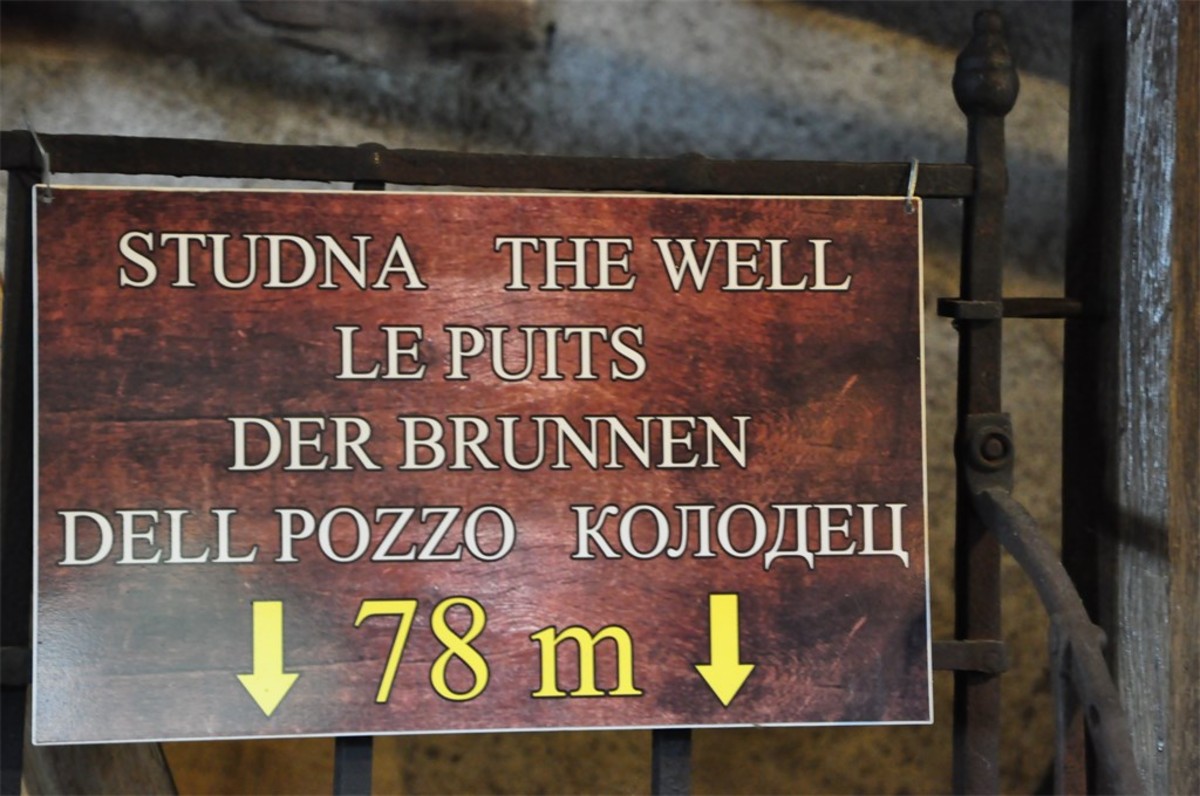 STUDNA THE WELL
LE PUITS
DER BRUNNEN
DELL POZZO КОЛОДЕЦ
↓ 78 m ↓